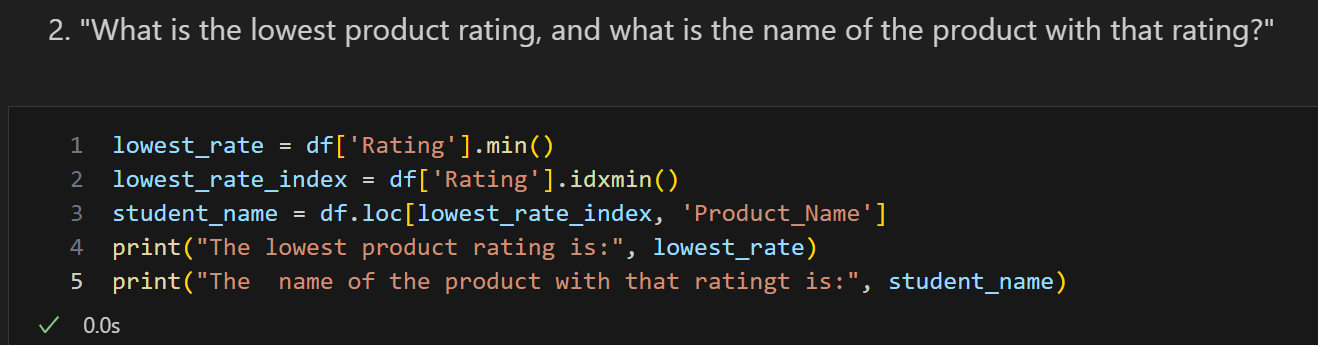 2. "What is the lowest product rating, and what is the name of the product with that rating?"
1 lowest_rate = df['Rating'].min()
2 lowest_rate_index = df['Rating'].idxmin()
3 student_name = df.loc[lowest_rate_index, 'Product_Name']
4 print("The lowest product rating is:", lowest_rate)
5 print("The  name of the product with that ratingt is:", student_name)
✓ 0.0s